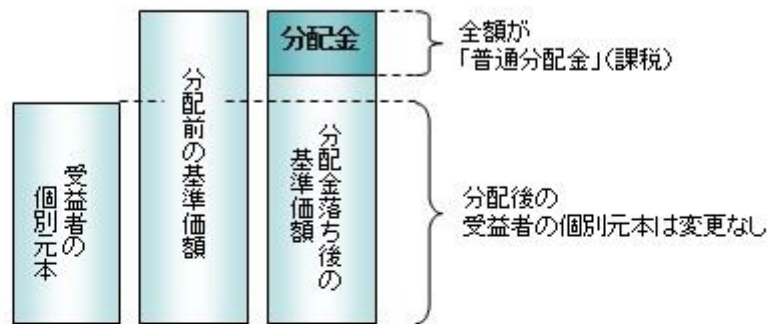 受益者の
個別元本
分配前の基準価額
分配金
分配金落ち後の
基準価額
全額が
「普通分配金」(課税)
分配後の
受益者の個別元本は変更なし